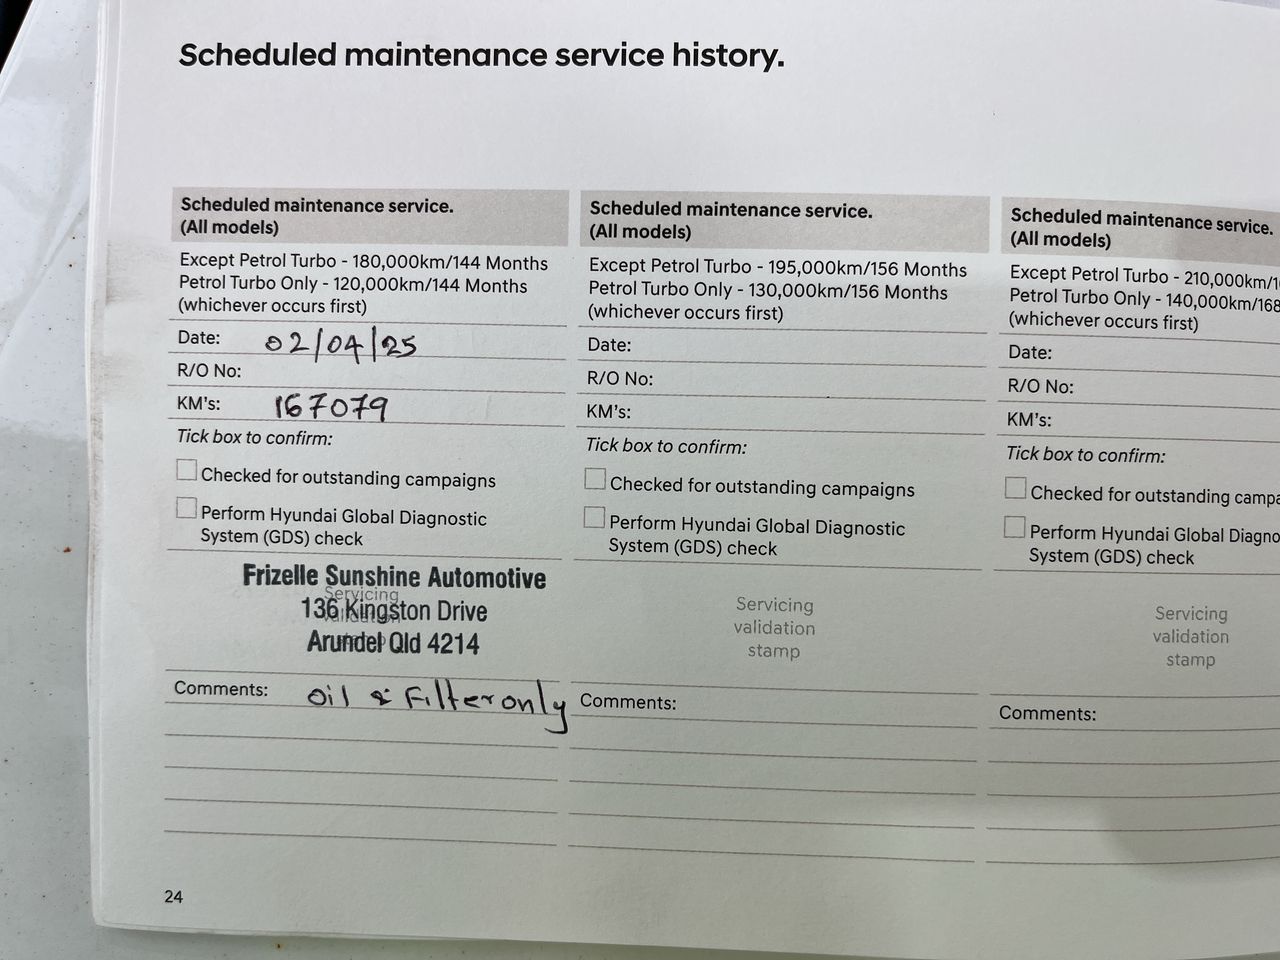 Scheduled maintenance service history.
Scheduled maintenance service.
(All models)
Except Petrol Turbo - 180,000km/144 Months
Petrol Turbo Only - 120,000km/144 Months
(whichever occurs first)
Date: 02/04/25
R/O No:
KM's: 167079
Tick box to confirm:
Checked for outstanding campaigns
Perform Hyundai Global Diagnostic
System (GDS) check
Servicing
validation
Frizelle Sunshine Automotive
136 Kingston Drive
Arundel Qld 4214
Comments: Oil & Filter only
Scheduled maintenance service.
(All models)
Except Petrol Turbo - 195,000km/156 Months
Petrol Turbo Only - 130,000km/156 Months
(whichever occurs first)
Date:
R/O No:
KM's:
Tick box to confirm:
Checked for outstanding campaigns
Perform Hyundai Global Diagnostic
System (GDS) check
Servicing
validation
stamp
Comments:
Scheduled maintenance service.
(All models)
Except Petrol Turbo - 210,000km/1
Petrol Turbo Only - 140,000km/168
(whichever occurs first)
Date:
R/O No:
KM's:
Tick box to confirm:
Checked for outstanding campa
Perform Hyundai Global Diagno
System (GDS) check
Servicing
validation
stamp
Comments:
24